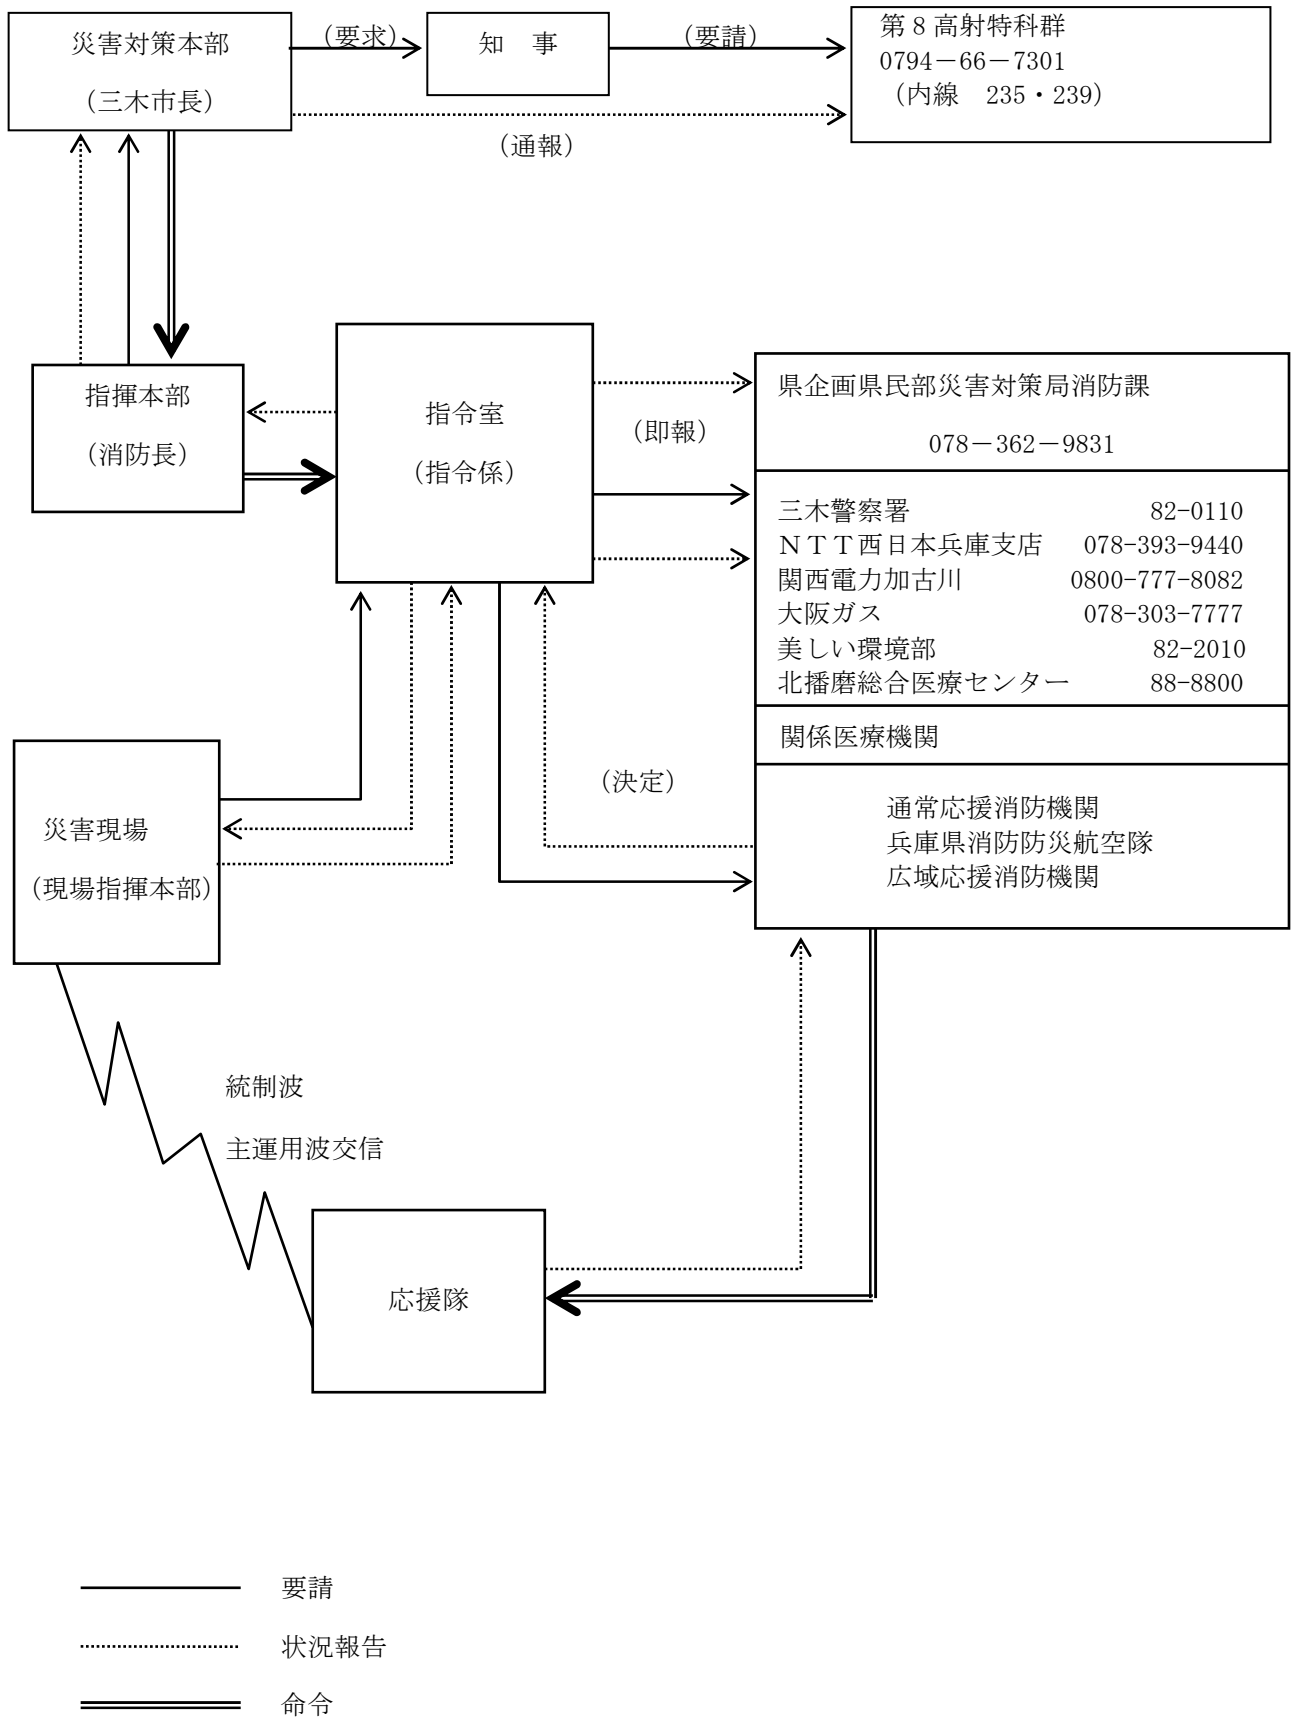 災害対策本部
（三木市長）
（要求）
知　事
（要請）
第８高射特科群
0794－66－7301
（内線　235・239）
（通報）
指揮本部
（消防長）
指令室
（指令係）
（即報）
県企画県民部災害対策局消防課
078－362－9831
三木警察署 82-0110
ＮＴＴ西日本兵庫支店 078-393-9440
関西電力加古川 0800-777-8082
大阪ガス 078-303-7777
美しい環境部 82-2010
北播磨総合医療センター 88-8800
関係医療機関
（決定）
通常応援消防機関
兵庫県消防防災航空隊
広域応援消防機関
災害現場
（現場指揮本部）
統制波
主運用波交信
応援隊
要請
状況報告
命令